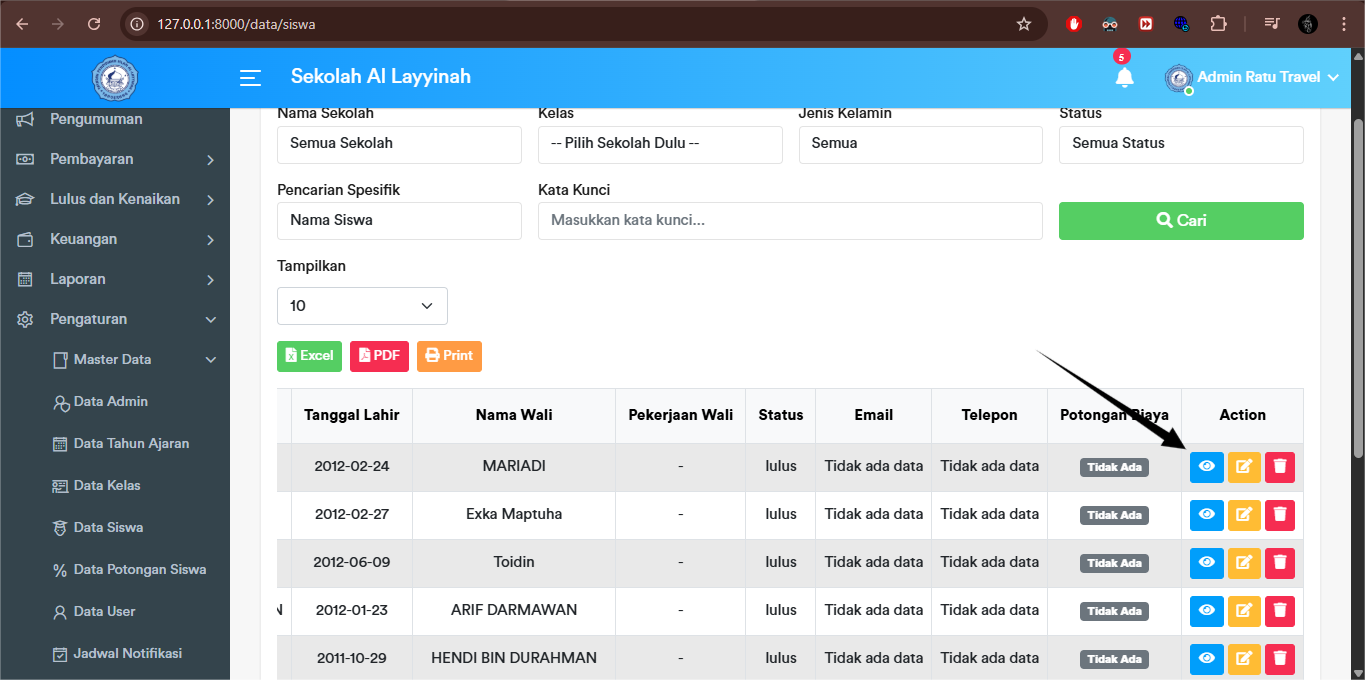 127.0.0.1:8000/data/siswa
Sekolah Al Layyinah
5
Admin Ratu Travel
Pengumuman
Pembayaran
Lulus dan Kenaikan
Keuangan
Laporan
Pengaturan
Master Data
Data Admin
Data Tahun Ajaran
Data Kelas
Data Siswa
Data Potongan Siswa
Data User
Jadwal Notifikasi
Nama Sekolah Kelas Jenis Kelamin Status
Semua Sekolah -- Pilih Sekolah Dulu -- Semua Semua Status
Pencarian Spesifik Kata Kunci
Nama Siswa Masukkan kata kunci... Cari
Tampilkan
10
Excel PDF Print
Tanggal Lahir Nama Wali Pekerjaan Wali Status Email Telepon Potongan Biaya Action
2012-02-24 MARIADI - lulus Tidak ada data Tidak ada data Tidak Ada
2012-02-27 Exka Maptuha - lulus Tidak ada data Tidak ada data Tidak Ada
2012-06-09 Toidin - lulus Tidak ada data Tidak ada data Tidak Ada
2012-01-23 ARIF DARMAWAN - lulus Tidak ada data Tidak ada data Tidak Ada
2011-10-29 HENDI BIN DURAHMAN - lulus Tidak ada data Tidak ada data Tidak Ada